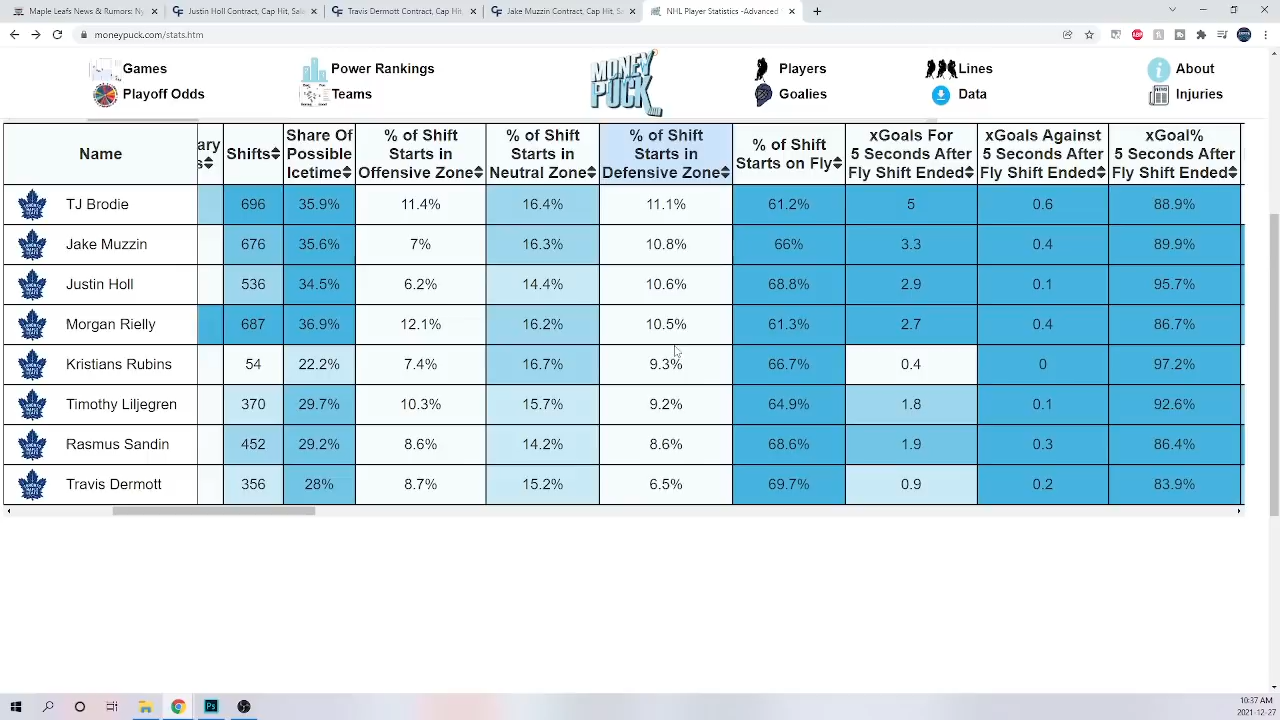 Maple Leafs News & Rumors: Ny
Justin Holl Contract, Cap Hit, Sala
Travis Dermott Contract, Cap Hit,
Jake Muzzin Contract, Cap Hit, Sa
NHL Player Statistics -Advanced
moneypuck.com/stats.htm
Games
Power Rankings
MONEY PUCK
Players
Lines
About
Playoff Odds
Teams
Goalies
Data
Injuries
Name
ary
s
Shifts
Share Of
Possible
Icetime
% of Shift
Starts in
Offensive Zone
% of Shift
Starts in
Neutral Zone
% of Shift
Starts in
Defensive Zone
% of Shift
Starts on Fly
xGoals For
5 Seconds After
Fly Shift Ended
xGoals Against
5 Seconds After
Fly Shift Ended
xGoal%
5 Seconds After
Fly Shift Ended
TJ Brodie 696 35.9% 11.4% 16.4% 11.1% 61.2% 5 0.6 88.9%
Jake Muzzin 676 35.6% 7% 16.3% 10.8% 66% 3.3 0.4 89.9%
Justin Holl 536 34.5% 6.2% 14.4% 10.6% 68.8% 2.9 0.1 95.7%
Morgan Rielly 687 36.9% 12.1% 16.2% 10.5% 61.3% 2.7 0.4 86.7%
Kristians Rubins 54 22.2% 7.4% 16.7% 9.3% 66.7% 0.4 0 97.2%
Timothy Liljegren 370 29.7% 10.3% 15.7% 9.2% 64.9% 1.8 0.1 92.6%
Rasmus Sandin 452 29.2% 8.6% 14.2% 8.6% 68.6% 1.9 0.3 86.4%
Travis Dermott 356 28% 8.7% 15.2% 6.5% 69.7% 0.9 0.2 83.9%
10:37 AM
2021-12-27